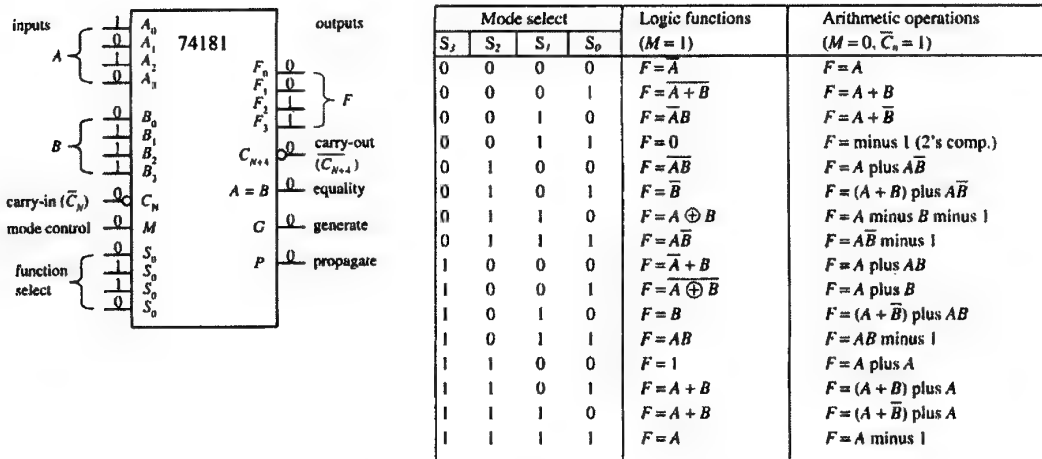 inputs
outputs
74181
A
1 A₀
0 A₁
1 A₂
0 A₃
B
0 B₀
1 B₁
1 B₂
1 B₃
carry-in (C̅_N) 0 C_N
mode control 0 M
function select
0 S₀
1 S₀
1 S₀
0 S₀
F₀ 0
F₁ 0
F₂ 1
F₃ 1
F
C_{N+4} 0 carry-out
(C̅_{N+4})
A = B 0 equality
G 0 generate
P 0 propagate
Mode select Logic functions Arithmetic operations
S₃ S₂ S₁ S₀ (M = 1) (M = 0, C̅ₙ = 1)
0 0 0 0 F = A̅ F = A
0 0 0 1 F = \overline{A + B} F = A + B
0 0 1 0 F = A̅B F = A + B̅
0 0 1 1 F = 0 F = minus 1 (2's comp.)
0 1 0 0 F = \overline{AB} F = A plus AB̅
0 1 0 1 F = B̅ F = (A + B) plus AB̅
0 1 1 0 F = A ⊕ B F = A minus B minus 1
0 1 1 1 F = AB̅ F = AB̅ minus 1
1 0 0 0 F = A̅ + B F = A plus AB
1 0 0 1 F = \overline{A ⊕ B} F = A plus B
1 0 1 0 F = B F = (A + B̅) plus AB
1 0 1 1 F = AB F = AB minus 1
1 1 0 0 F = 1 F = A plus A
1 1 0 1 F = A + B F = (A + B) plus A
1 1 1 0 F = A + B F = (A + B̅) plus A
1 1 1 1 F = A F = A minus 1